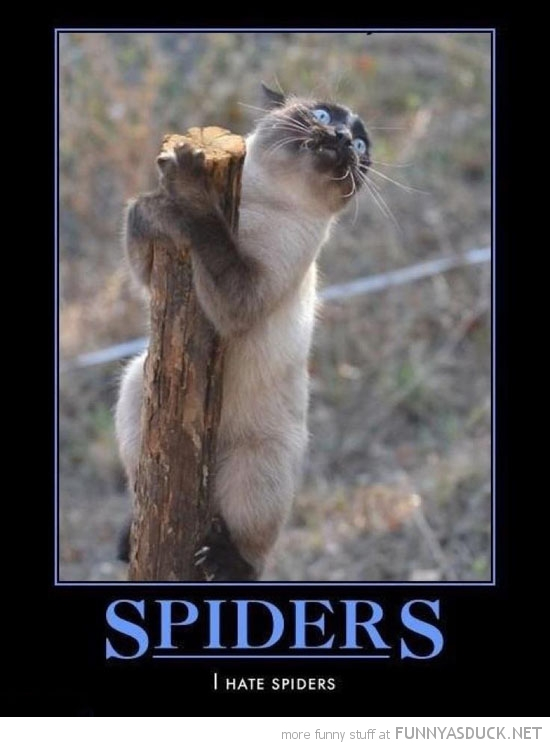 SPIDERS
I HATE SPIDERS
more funny stuff at FUNNYASDUCK.NET